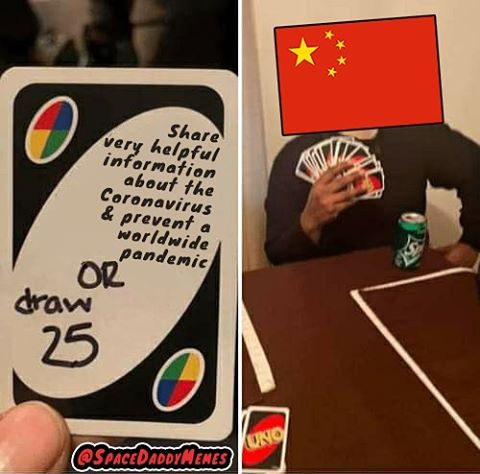 Share
very helpful
information
about the
Coronavirus
& prevent a
worldwide
pandemic
OR
draw
25
@SpaceDaddyMemes
UNO